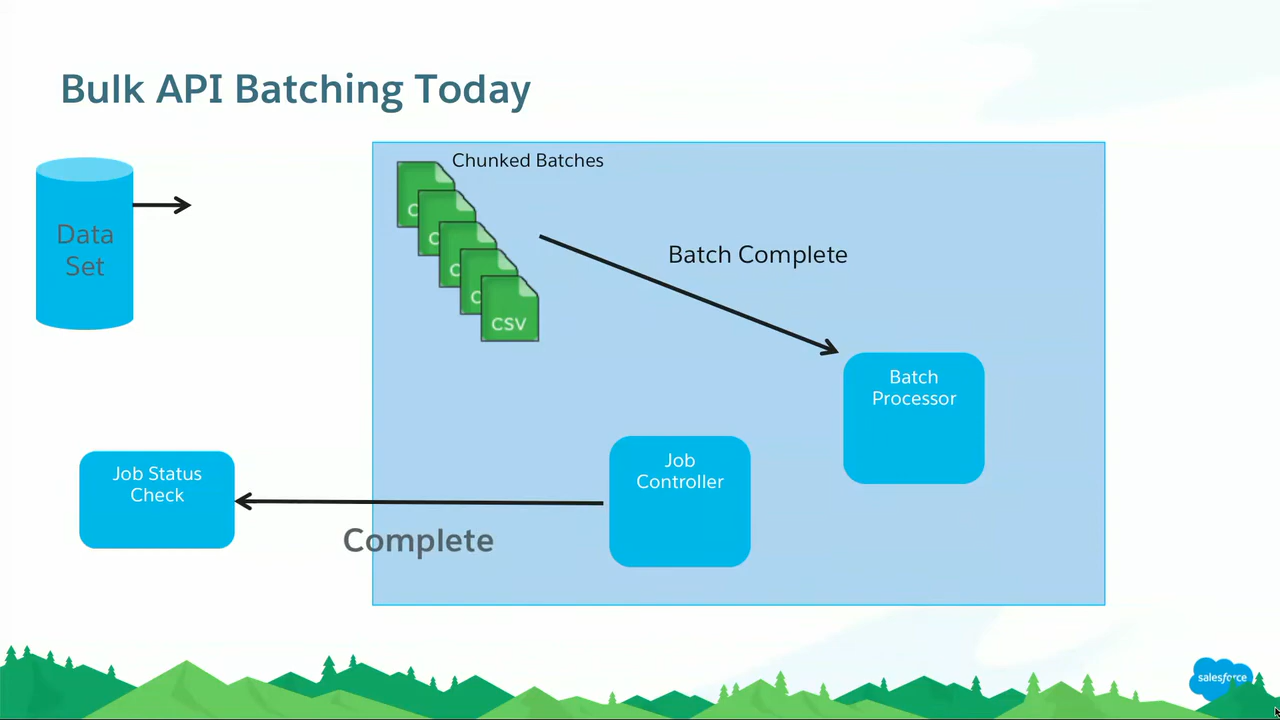 Bulk API Batching Today
Chunked Batches
Data
Set
C
C
C
C
CSV
Batch Complete
Batch
Processor
Job
Controller
Job Status
Check
Complete
salesforce